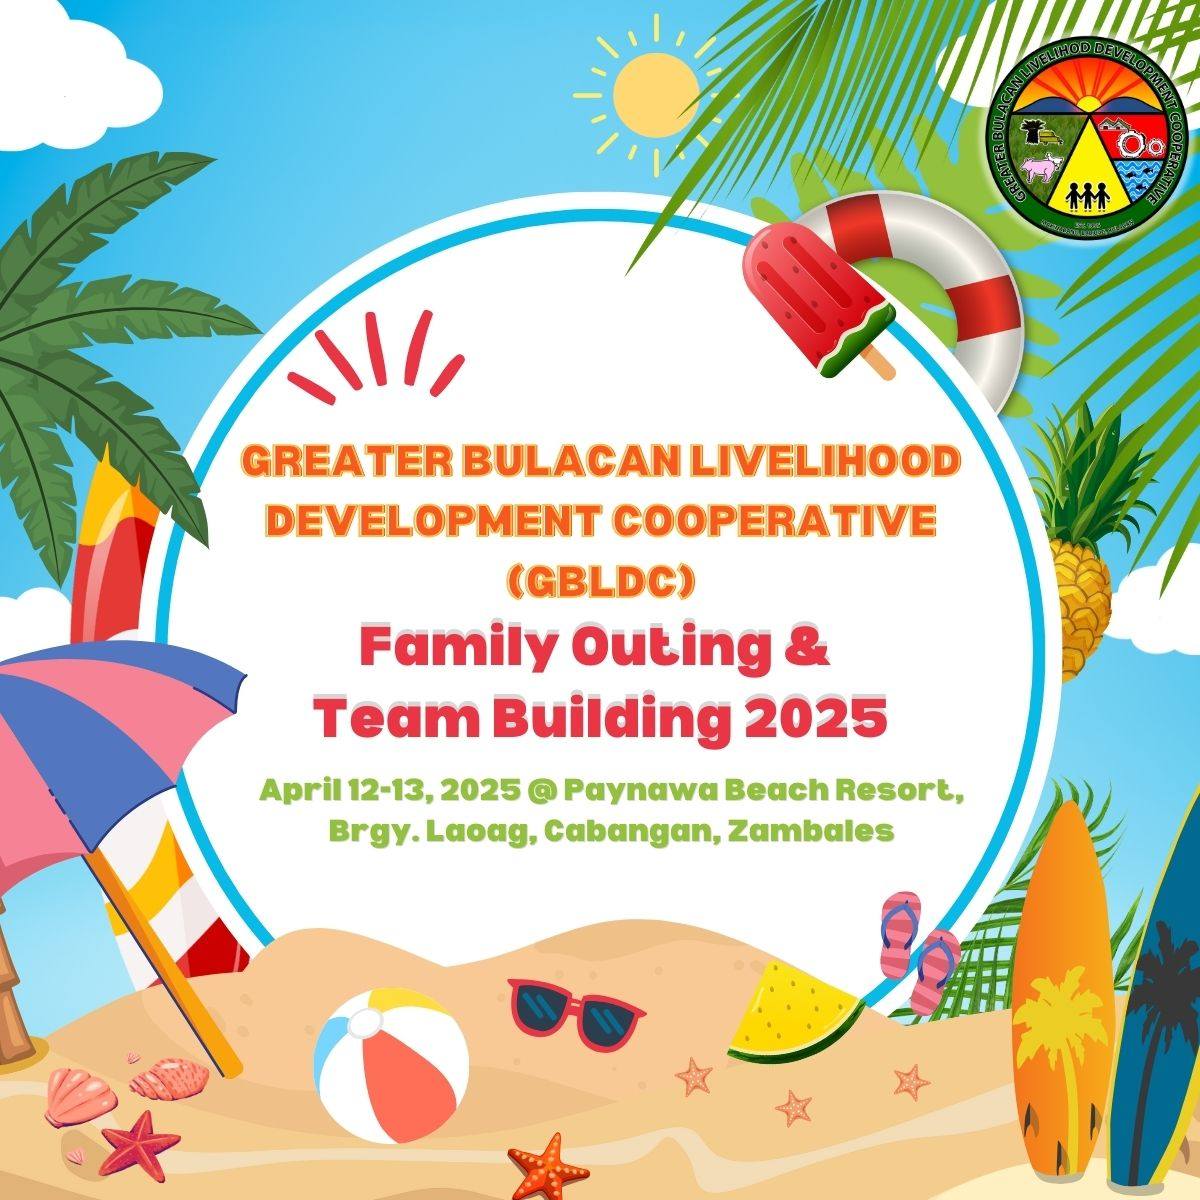 GREATER BULACAN LIVELIHOD DEVELOPMENT COOPERATIVE
GREATER BULACAN LIVELIHOOD
DEVELOPMENT COOPERATIVE
(GBLDC)
Family Outing &
Team Building 2025
April 12-13, 2025 @ Paynawa Beach Resort,
Brgy. Laoag, Cabangan, Zambales